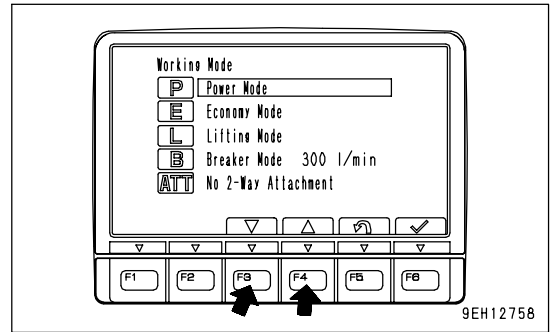 Working Mode
P Power Mode
E Economy Mode
L Lifting Mode
B Breaker Mode 300 l/min
ATT No 2-Way Attachment
F1 F2 F3 F4 F5 F6
9EH12758